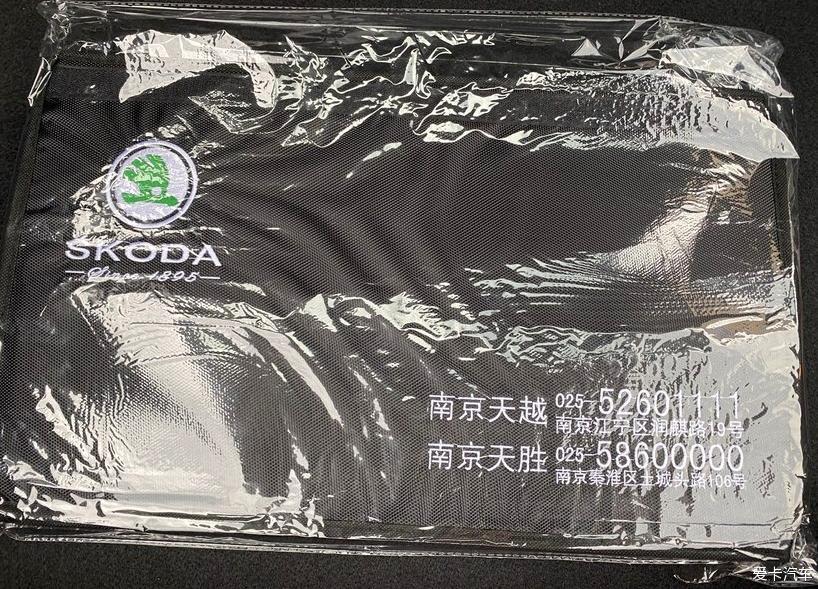 SKODA
Since 1895
南京天越 025-52601111
南京江宁区润麒路19号
南京天胜 025-58600000
南京秦淮区土城头路106号
爱卡汽车